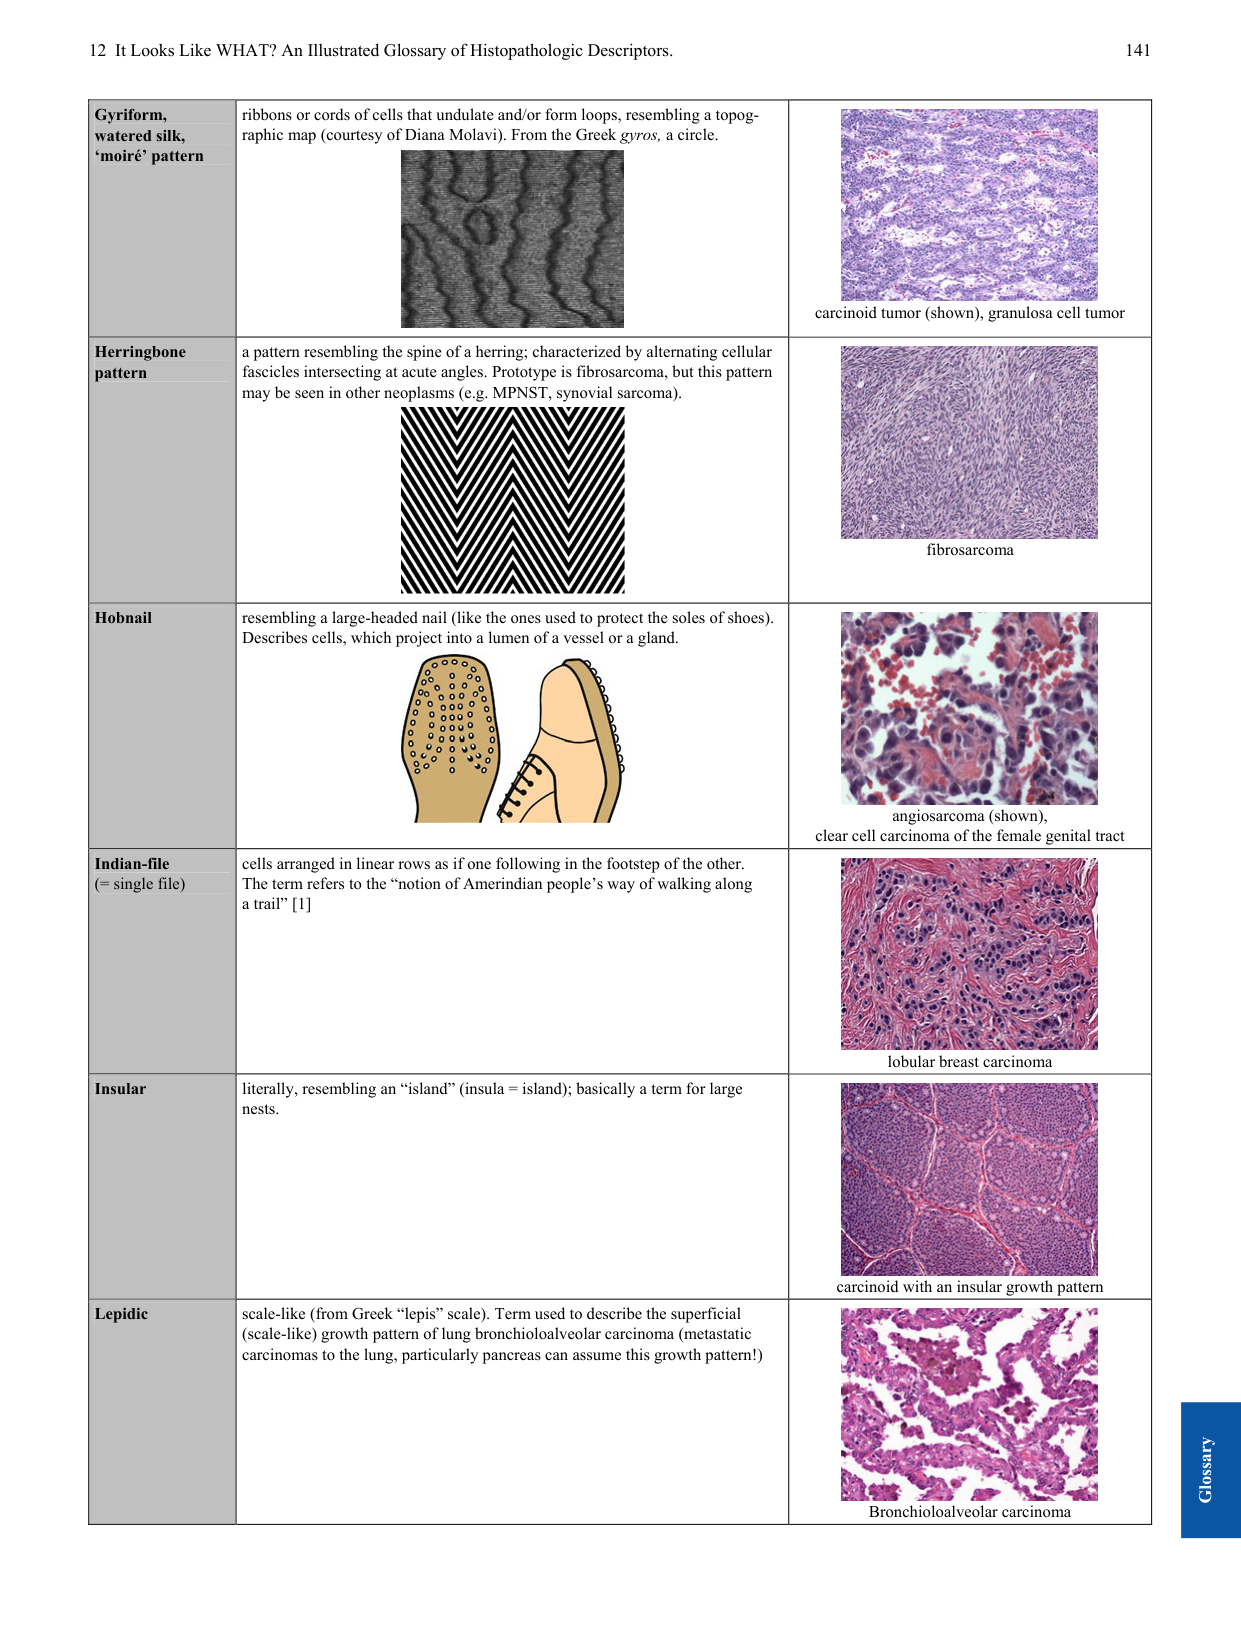 12 It Looks Like WHAT? An Illustrated Glossary of Histopathologic Descriptors.
141
Gyriform,
watered silk,
‘moiré’ pattern
ribbons or cords of cells that undulate and/or form loops, resembling a topog-
raphic map (courtesy of Diana Molavi). From the Greek gyros, a circle.
carcinoid tumor (shown), granulosa cell tumor
Herringbone
pattern
a pattern resembling the spine of a herring; characterized by alternating cellular
fascicles intersecting at acute angles. Prototype is fibrosarcoma, but this pattern
may be seen in other neoplasms (e.g. MPNST, synovial sarcoma).
fibrosarcoma
Hobnail
resembling a large-headed nail (like the ones used to protect the soles of shoes).
Describes cells, which project into a lumen of a vessel or a gland.
angiosarcoma (shown),
clear cell carcinoma of the female genital tract
Indian-file
(= single file)
cells arranged in linear rows as if one following in the footstep of the other.
The term refers to the “notion of Amerindian people’s way of walking along
a trail” [1]
lobular breast carcinoma
Insular
literally, resembling an “island” (insula = island); basically a term for large
nests.
carcinoid with an insular growth pattern
Lepidic
scale-like (from Greek “lepis” scale). Term used to describe the superficial
(scale-like) growth pattern of lung bronchioloalveolar carcinoma (metastatic
carcinomas to the lung, particularly pancreas can assume this growth pattern!)
Bronchioloalveolar carcinoma
Glossary